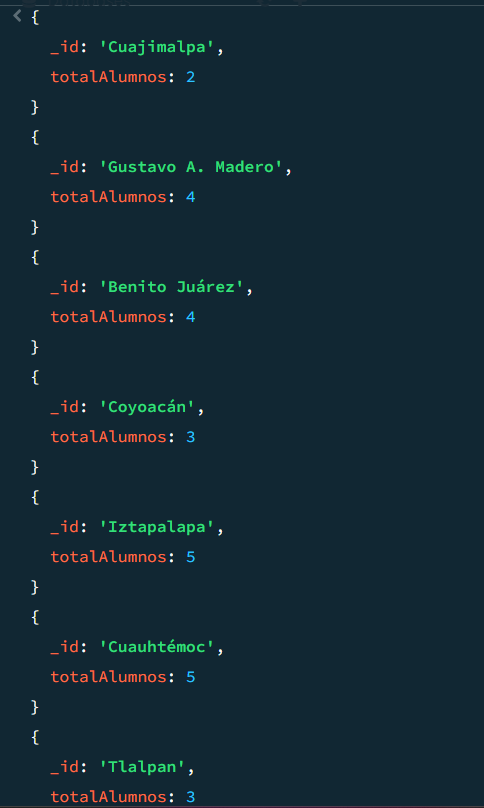 {
_id: 'Cuajimalpa',
totalAlumnos: 2
}
{
_id: 'Gustavo A. Madero',
totalAlumnos: 4
}
{
_id: 'Benito Juárez',
totalAlumnos: 4
}
{
_id: 'Coyoacán',
totalAlumnos: 3
}
{
_id: 'Iztapalapa',
totalAlumnos: 5
}
{
_id: 'Cuauhtémoc',
totalAlumnos: 5
}
{
_id: 'Tlalpan',
totalAlumnos: 3